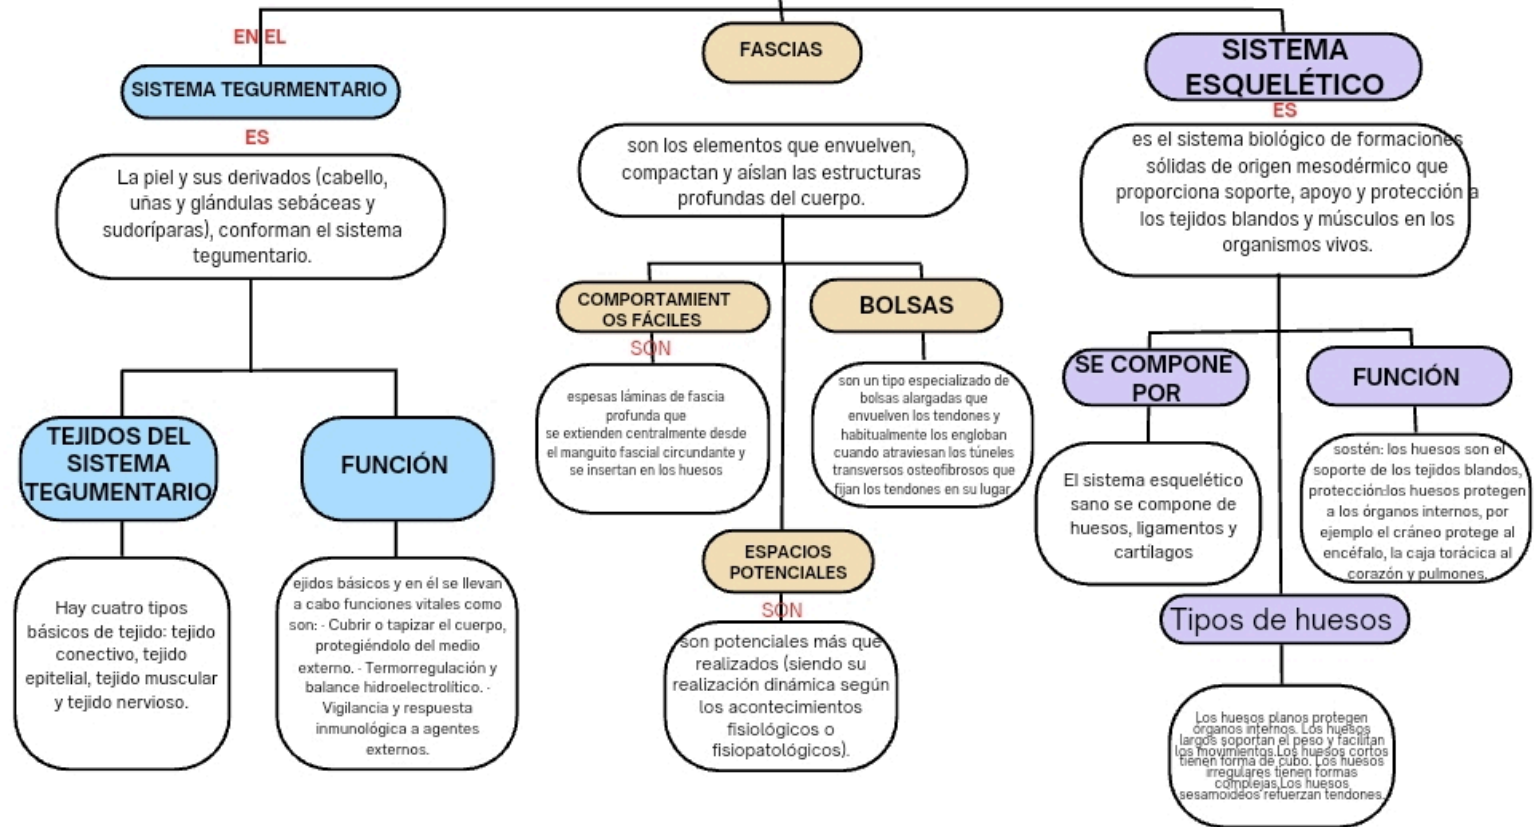 EN EL
SISTEMA TEGURMENTARIO
ES
La piel y sus derivados (cabello,
uñas y glándulas sebáceas y
sudoríparas), conforman el sistema
tegumentario.
TEJIDOS DEL
SISTEMA
TEGUMENTARIO
Hay cuatro tipos
básicos de tejido: tejido
conectivo, tejido
epitelial, tejido muscular
y tejido nervioso.
FUNCIÓN
ejidos básicos y en él se llevan
a cabo funciones vitales como
son: · Cubrir o tapizar el cuerpo,
protegiéndolo del medio
externo. · Termorregulación y
balance hidroelectrolítico. ·
Vigilancia y respuesta
inmunológica a agentes
externos.
FASCIAS
son los elementos que envuelven,
compactan y aíslan las estructuras
profundas del cuerpo.
COMPORTAMIENT
OS FÁCILES
SON
espesas láminas de fascia
profunda que
se extienden centralmente desde
el manguito fascial circundante y
se insertan en los huesos
BOLSAS
son un tipo especializado de
bolsas alargadas que
envuelven los tendones y
habitualmente los engloban
cuando atraviesan los túneles
transversos osteofibrosos que
fijan los tendones en su lugar
ESPACIOS
POTENCIALES
SON
son potenciales más que
realizados (siendo su
realización dinámica según
los acontecimientos
fisiológicos o
fisiopatológicos).
SISTEMA
ESQUELÉTICO
ES
es el sistema biológico de formaciones
sólidas de origen mesodérmico que
proporciona soporte, apoyo y protección a
los tejidos blandos y músculos en los
organismos vivos.
SE COMPONE
POR
El sistema esquelético
sano se compone de
huesos, ligamentos y
cartílagos
FUNCIÓN
sostén: los huesos son el
soporte de los tejidos blandos,
protección:los huesos protegen
a los órganos internos, por
ejemplo el cráneo protege al
encéfalo, la caja torácica al
corazón y pulmones.
Tipos de huesos
Los huesos planos protegen
órganos internos. Los huesos
largos soportan el peso y facilitan
los movimientos.Los huesos cortos
tienen forma de cubo. Los huesos
irregulares tienen formas
complejas.Los huesos
sesamoideos refuerzan tendones.